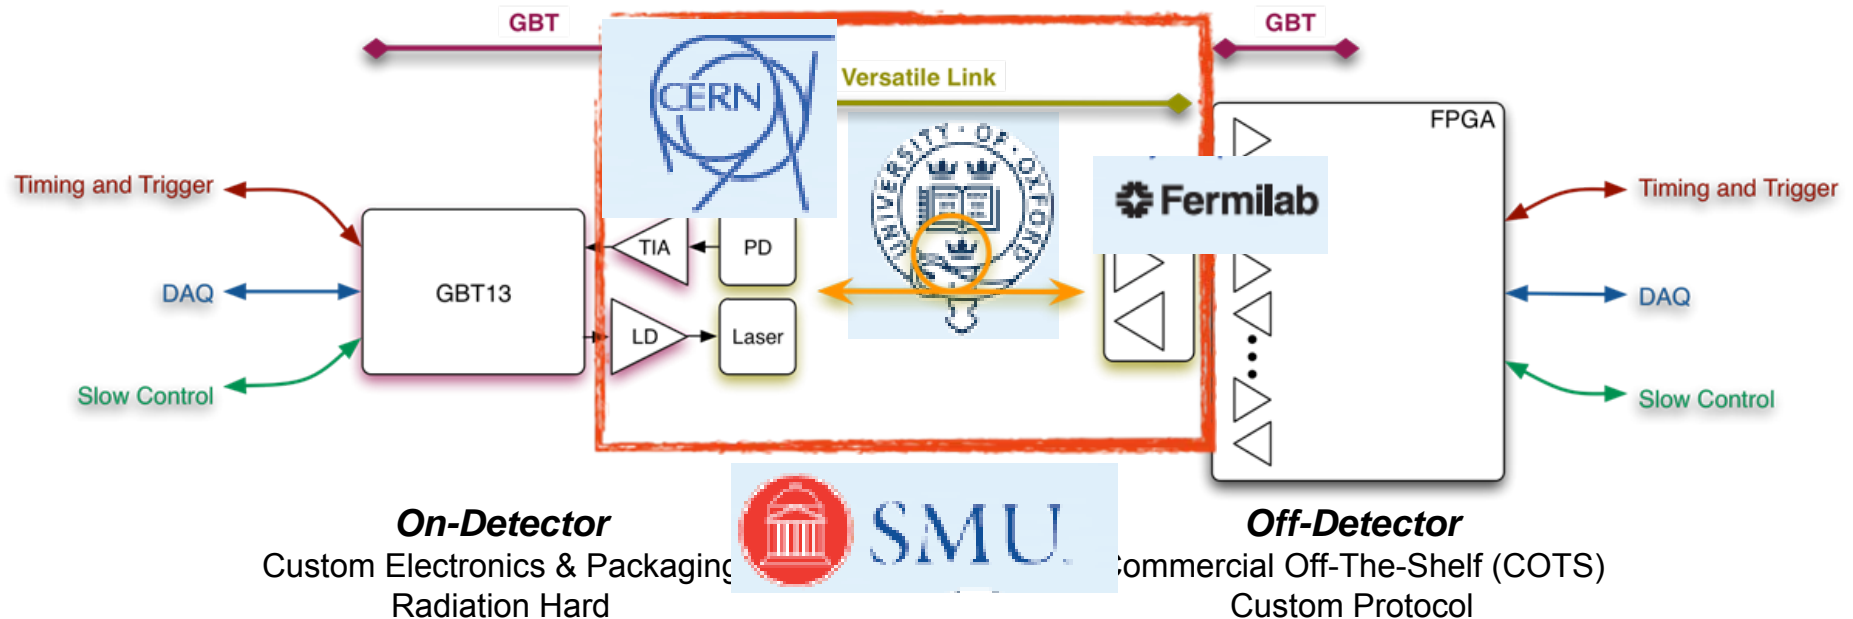 GBT
GBT
CERN
Versatile Link
FPGA
UNIVERSITY · OF · OXFORD
Fermilab
Timing and Trigger
Timing and Trigger
TIA
PD
GBT13
DAQ
DAQ
LD
Laser
Slow Control
Slow Control
SMU.
On-Detector
Off-Detector
Custom Electronics & Packaging
ommercial Off-The-Shelf (COTS)
Radiation Hard
Custom Protocol